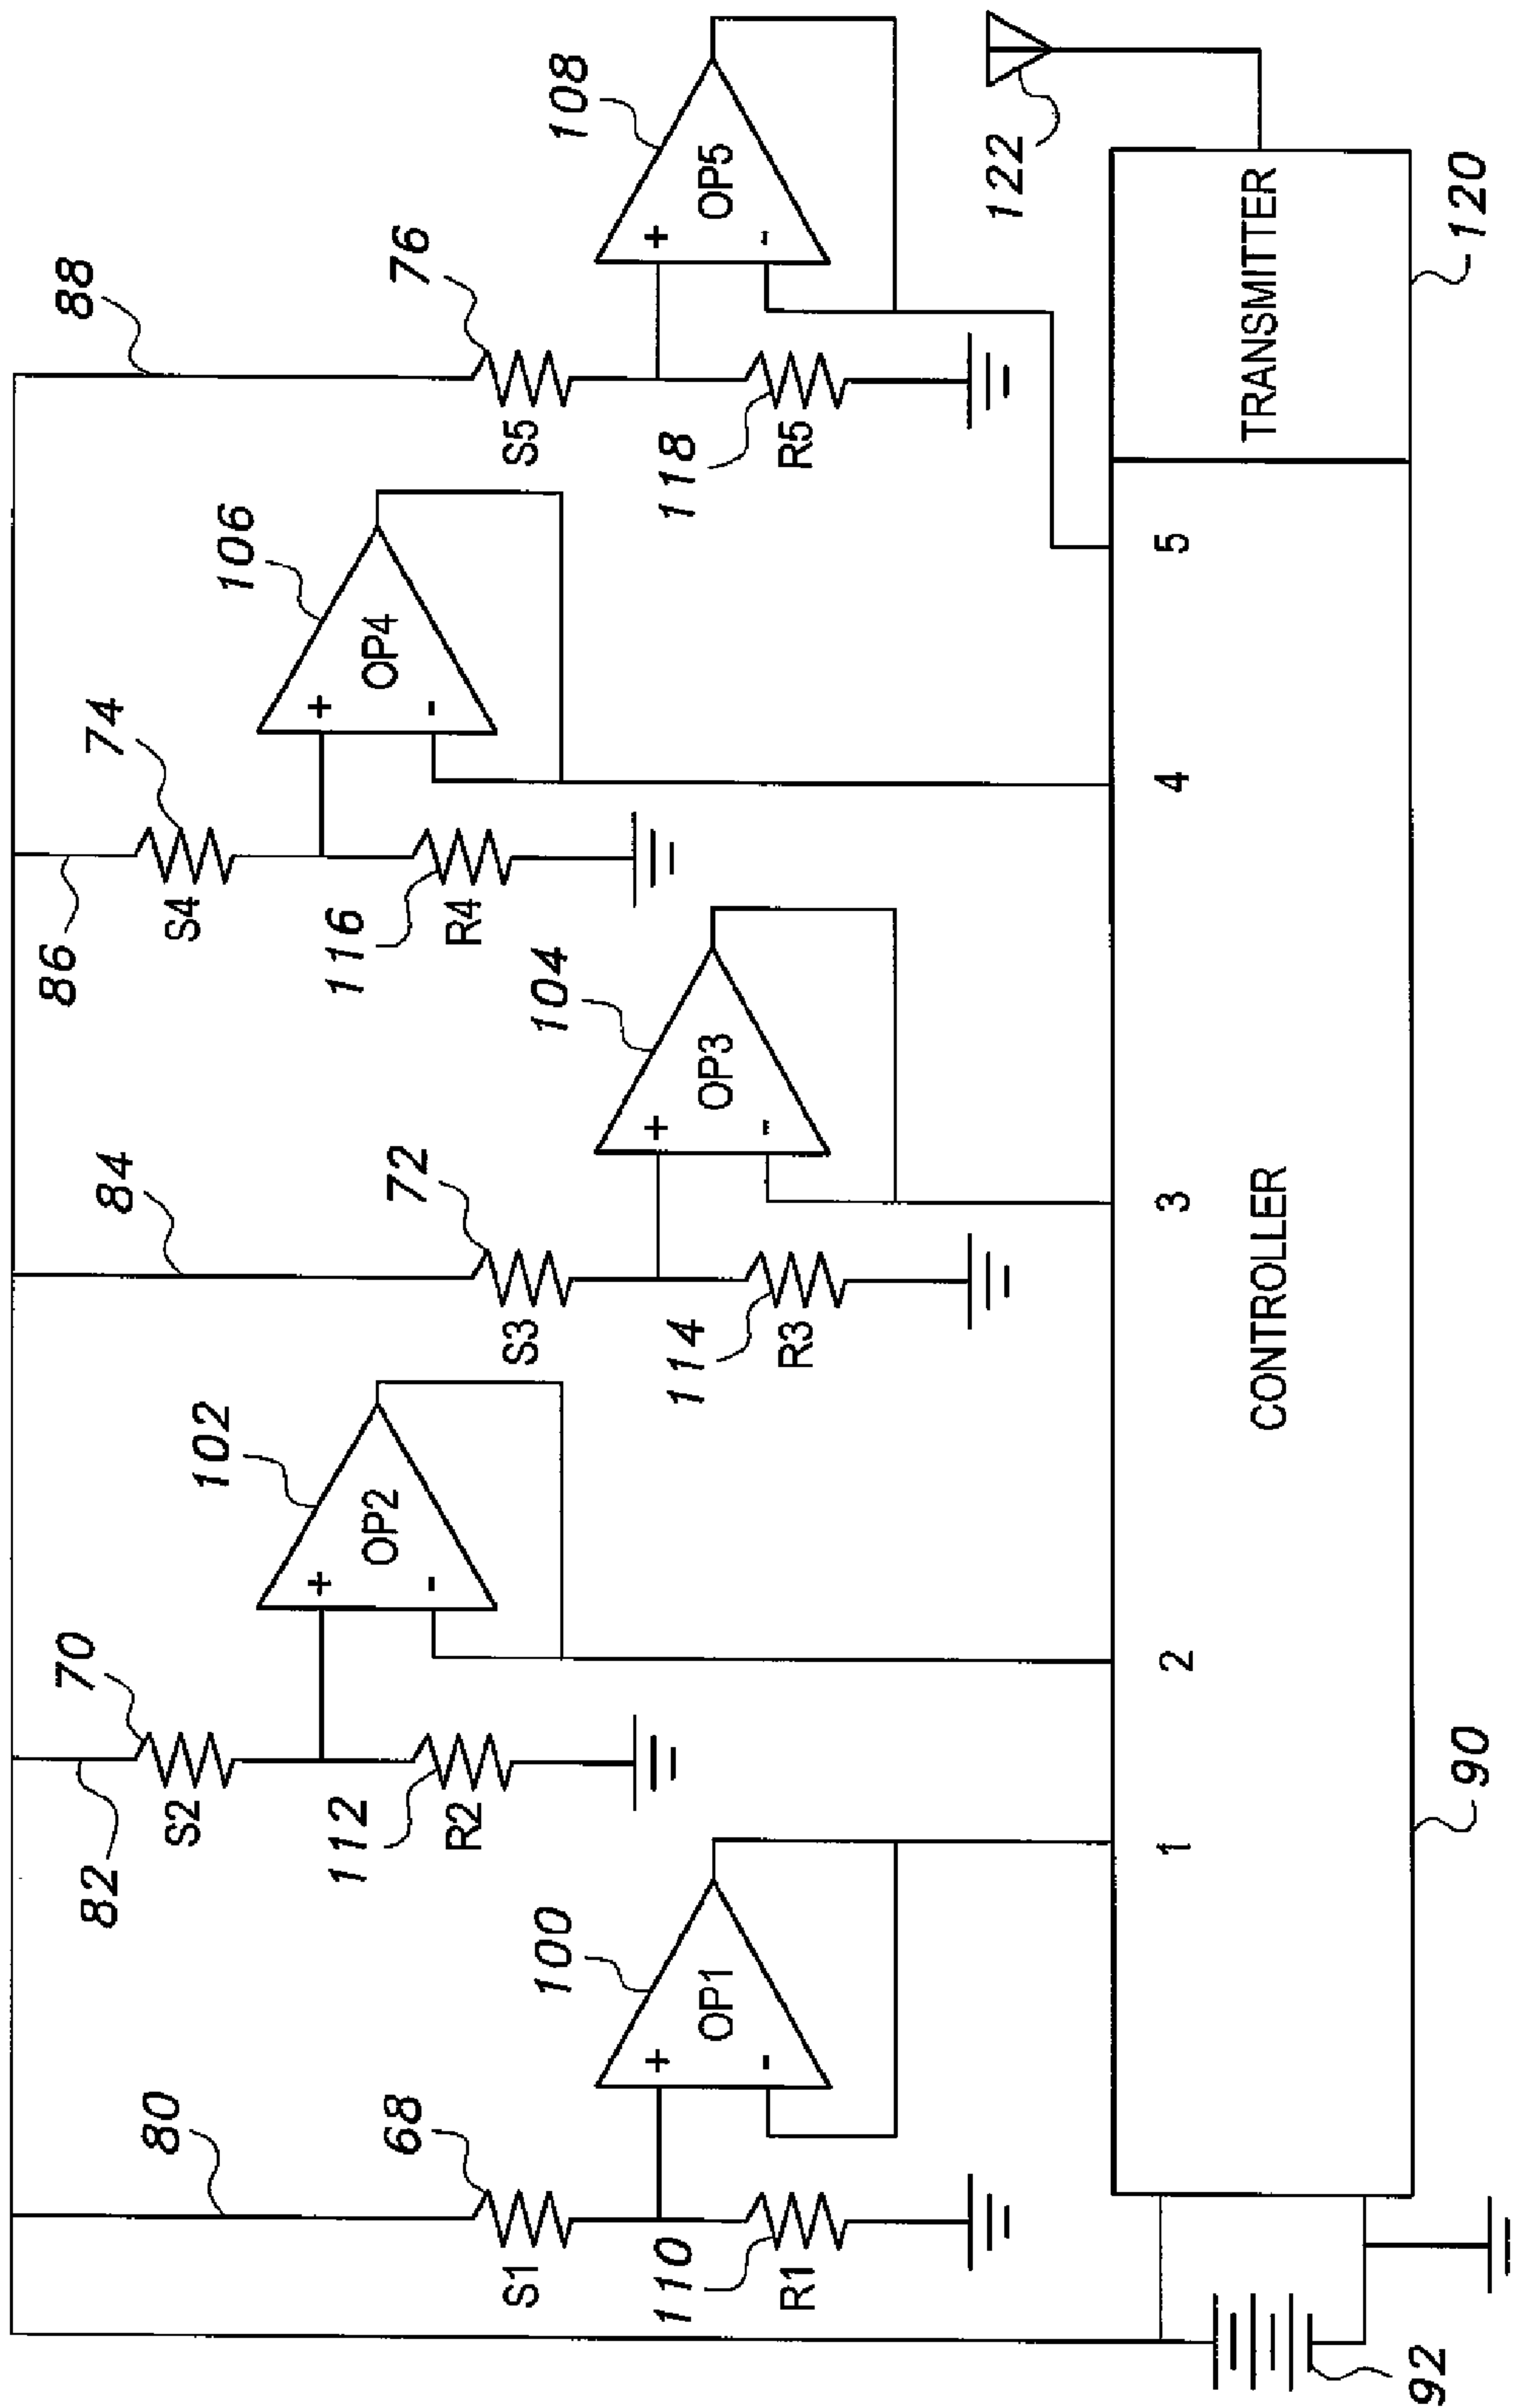 88
76
108
S5
+
-
OP5
118
R5
122
86
74
106
S4
+
-
OP4
116
R4
84
72
104
S3
+
-
OP3
114
R3
82
70
102
S2
+
-
OP2
112
R2
80
68
100
S1
+
-
OP1
110
R1
1
2
3
4
5
CONTROLLER
TRANSMITTER
92
90
120